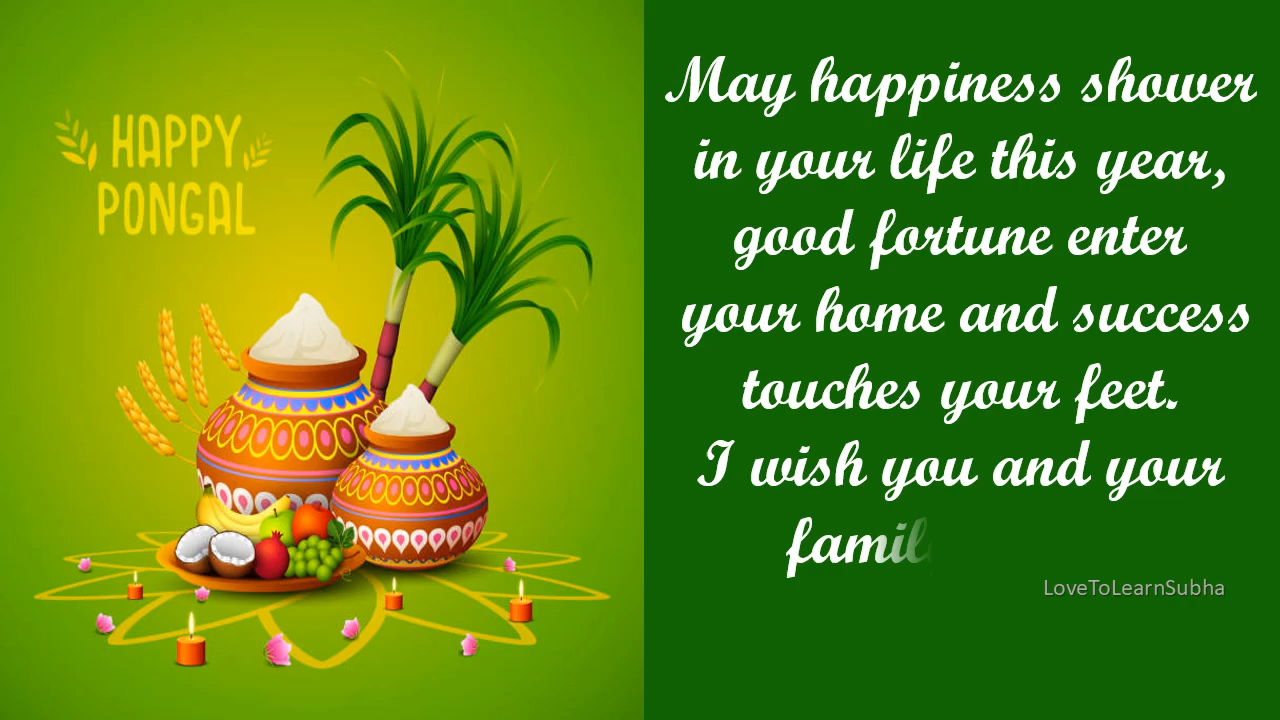 HAPPY
PONGAL
May happiness shower
in your life this year,
good fortune enter
your home and success
touches your feet.
I wish you and your
famil
LoveToLearnSubha